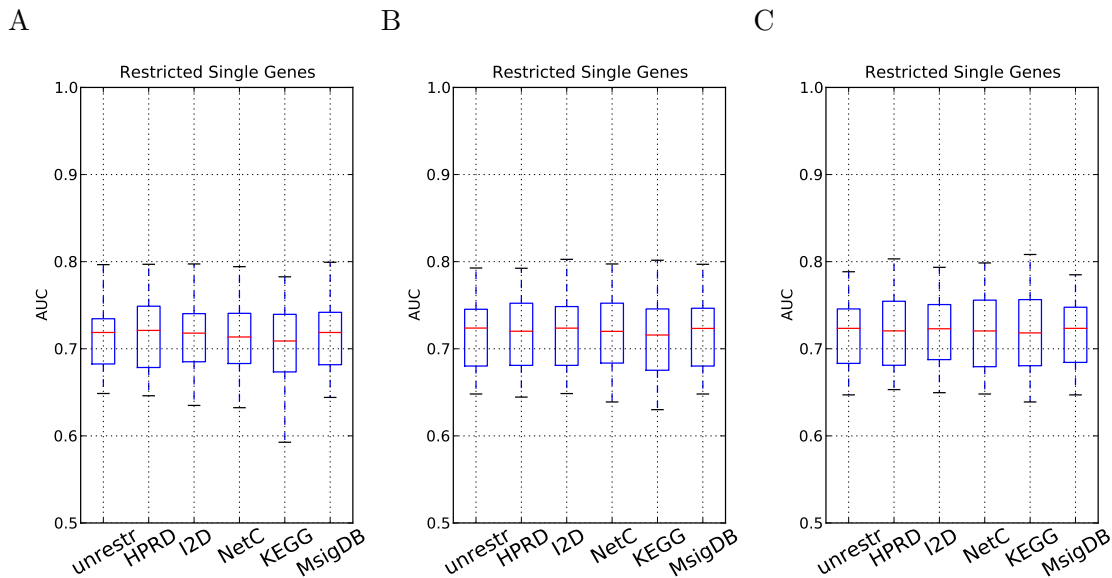 A
B
C
Restricted Single Genes
1.0
0.9
0.8
0.7
0.6
0.5
AUC
unrestr
HPRD
I2D
NetC
KEGG
MsigDB
Restricted Single Genes
1.0
0.9
0.8
0.7
0.6
0.5
AUC
unrestr
HPRD
I2D
NetC
KEGG
MsigDB
Restricted Single Genes
1.0
0.9
0.8
0.7
0.6
0.5
AUC
unrestr
HPRD
I2D
NetC
KEGG
MsigDB